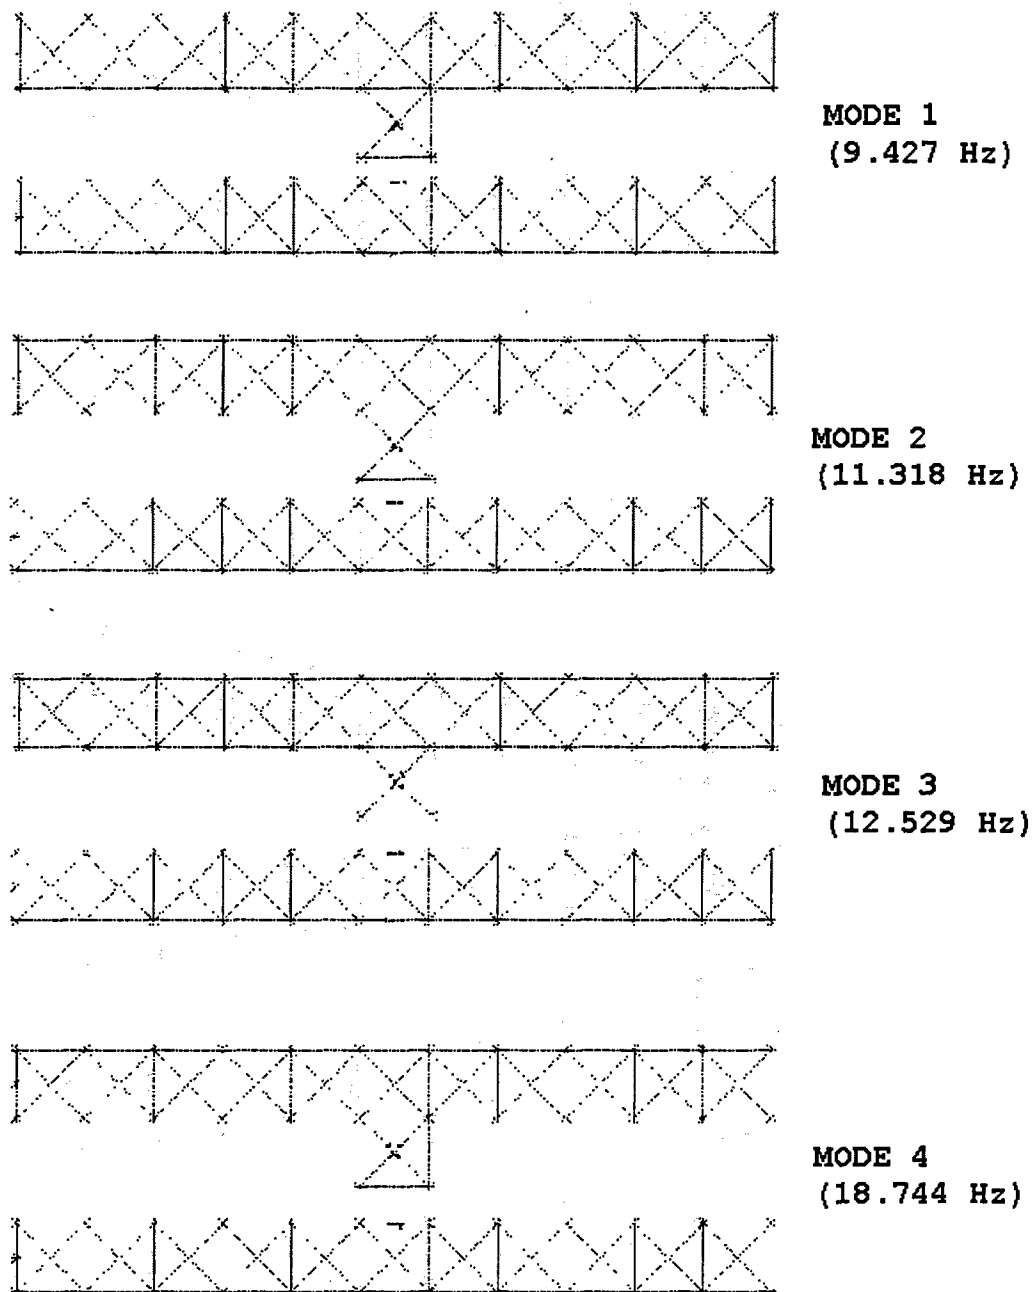 MODE 1
(9.427 Hz)
MODE 2
(11.318 Hz)
MODE 3
(12.529 Hz)
MODE 4
(18.744 Hz)